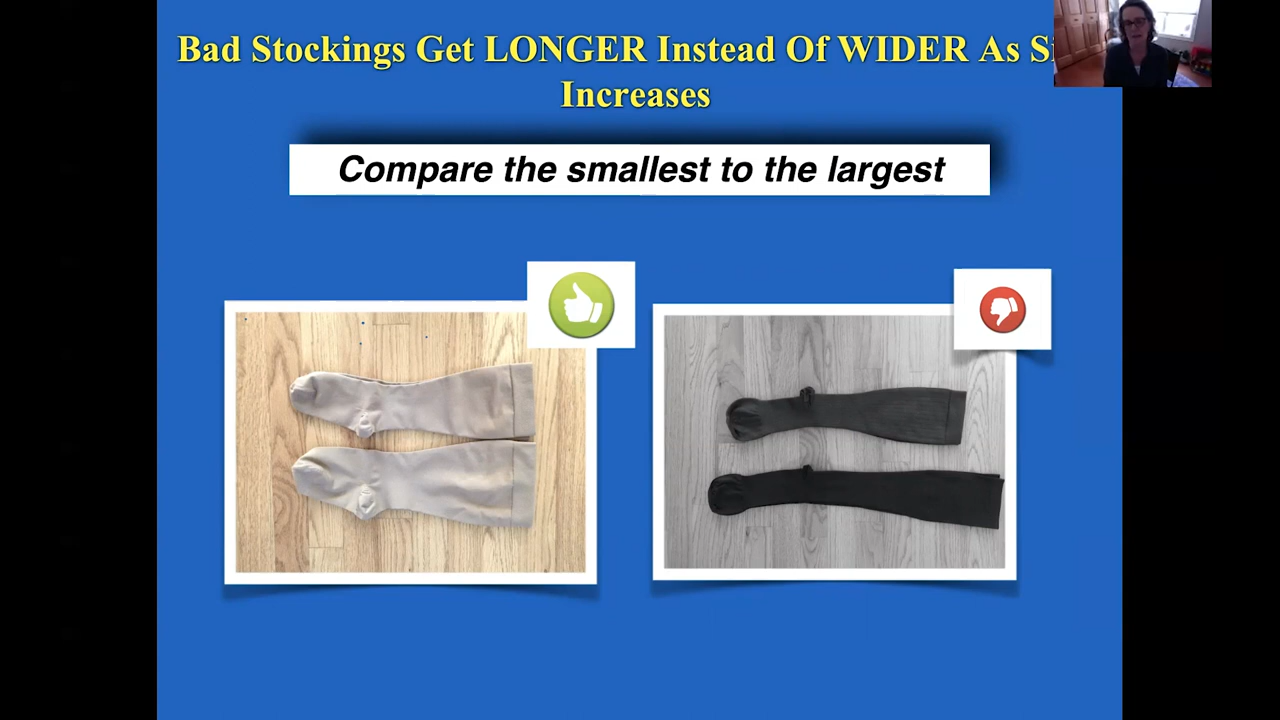 Bad Stockings Get LONGER Instead Of WIDER As
Increases
Compare the smallest to the largest